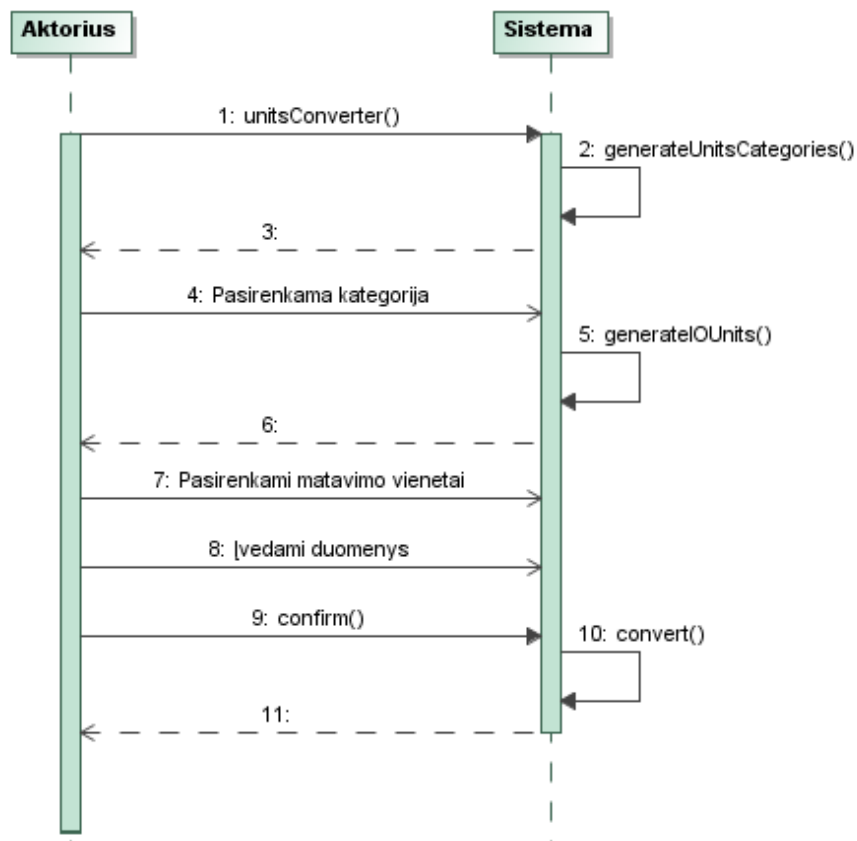 Aktorius
Sistema
1: unitsConverter()
2: generateUnitsCategories()
3:
4: Pasirenkama kategorija
5: generateIOUnits()
6:
7: Pasirenkami matavimo vienetai
8: Įvedami duomenys
9: confirm()
10: convert()
11: